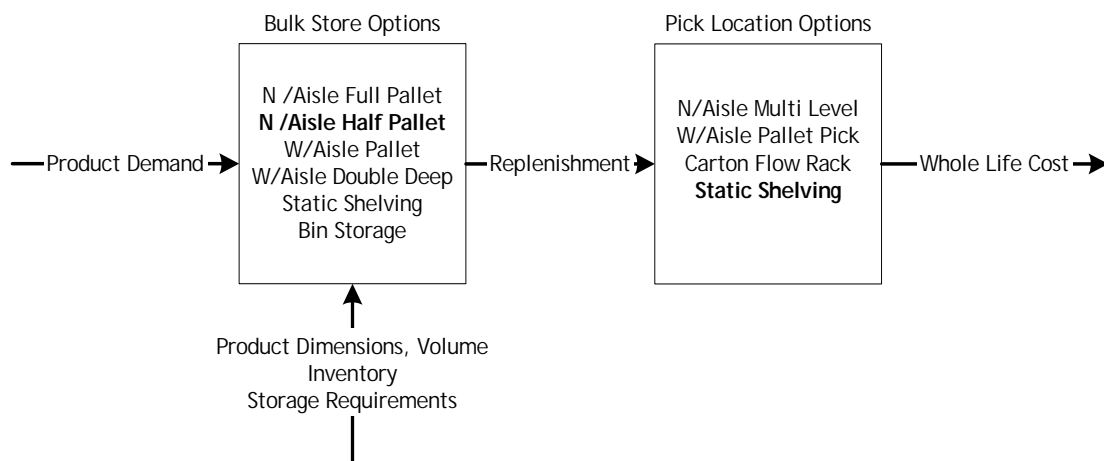 Bulk Store Options
Pick Location Options
N /Aisle Full Pallet
N /Aisle Half Pallet
W/Aisle Pallet
W/Aisle Double Deep
Static Shelving
Bin Storage
N/Aisle Multi Level
W/Aisle Pallet Pick
Carton Flow Rack
Static Shelving
Product Demand
Replenishment
Whole Life Cost
Product Dimensions, Volume
Inventory
Storage Requirements